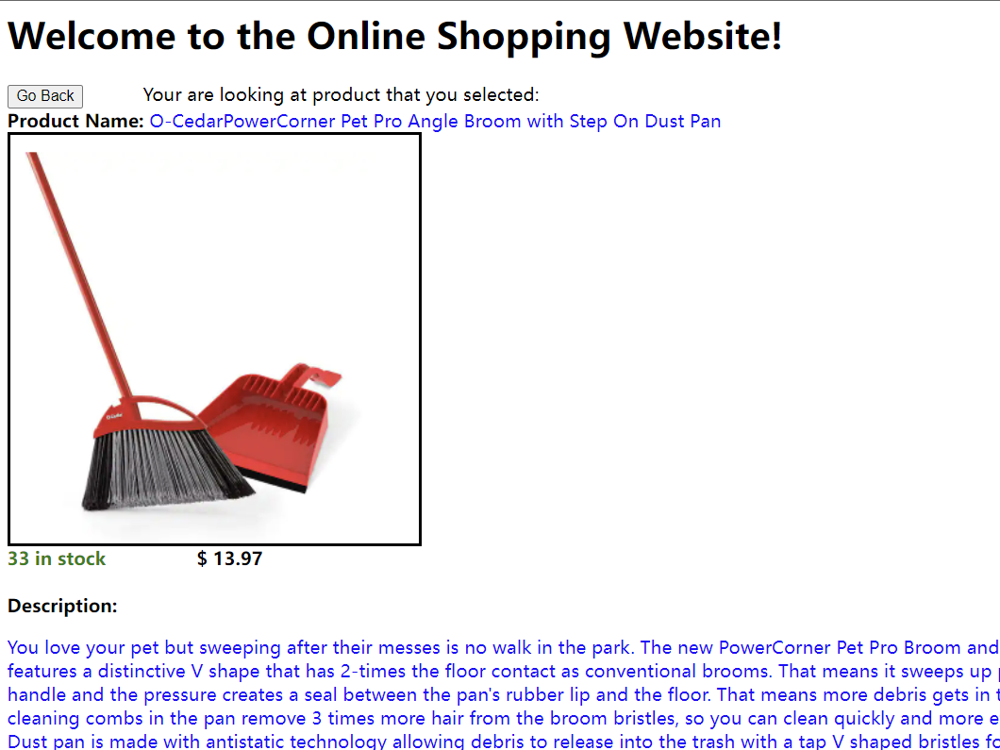 Welcome to the Online Shopping Website!
Go Back Your are looking at product that you selected:
Product Name: O-CedarPowerCorner Pet Pro Angle Broom with Step On Dust Pan
O-Cedar
33 in stock $ 13.97
Description:
You love your pet but sweeping after their messes is no walk in the park. The new PowerCorner Pet Pro Broom and
features a distinctive V shape that has 2-times the floor contact as conventional brooms. That means it sweeps up
handle and the pressure creates a seal between the pan's rubber lip and the floor. That means more debris gets in
cleaning combs in the pan remove 3 times more hair from the broom bristles, so you can clean quickly and more
Dust pan is made with antistatic technology allowing debris to release into the trash with a tap V shaped bristles